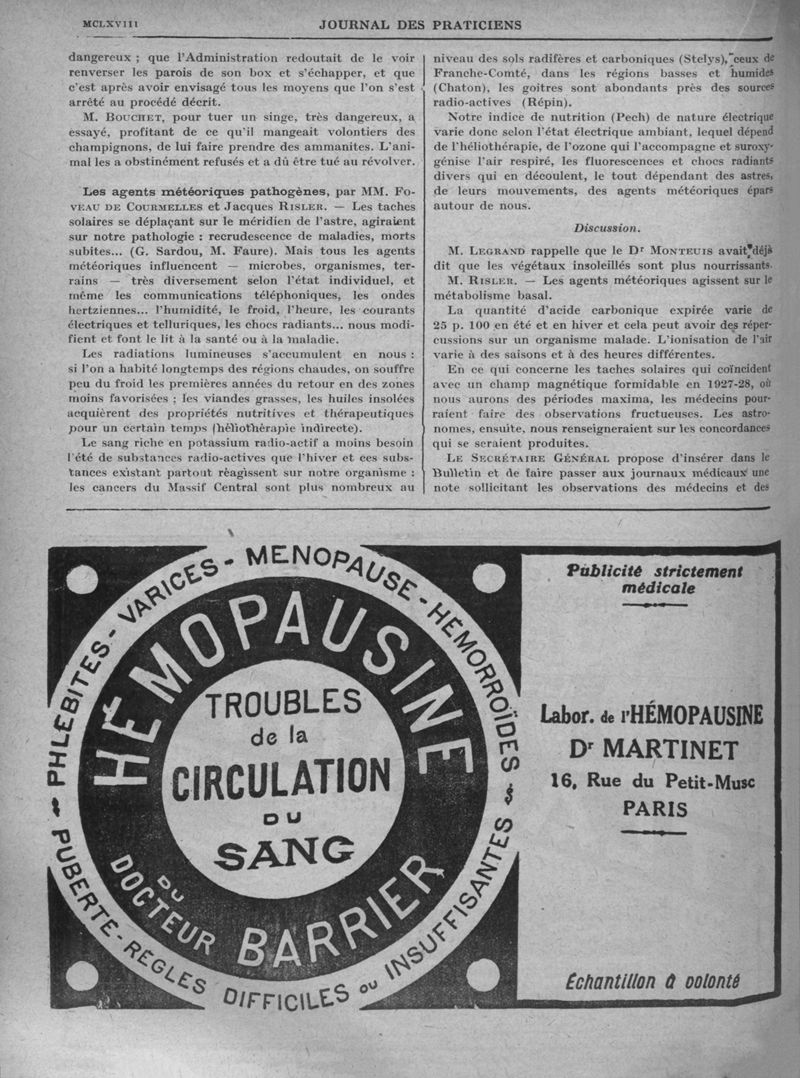 MCLXVIII
JOURNAL DES PRATICIENS
dangereux ; que l'Administration redoutait de le voir
renverser les parois de son box et s'échapper, et que
c'est après avoir envisagé tous les moyens que l'on s'est
arrêté au procédé décrit.
M. BOUCHET, pour tuer un singe, très dangereux, a
essayé, profitant de ce qu'il mangeait volontiers des
champignons, de lui faire prendre des ammanites. L'ani-
mal les a obstinément refusés et a dû être tué au révolver.
Les agents météoriques pathogènes, par MM. FO-
VEAU DE COURMELLES et Jacques RISLER. — Les taches
solaires se déplaçant sur le méridien de l'astre, agiraient
sur notre pathologie : recrudescence de maladies, morts
subites... (G. Sardou, M. Faure). Mais tous les agents
météoriques influencent — microbes, organismes, ter-
rains — très diversement selon l'état individuel, et
même les communications téléphoniques, les ondes
hertziennes... l'humidité, le froid, l'heure, les courants
électriques et telluriques, les chocs radiants... nous modi-
fient et font le lit à la santé ou à la maladie.
Les radiations lumineuses s'accumulent en nous :
si l'on a habité longtemps des régions chaudes, on souffre
peu du froid les premières années du retour en des zones
moins favorisées ; les viandes grasses, les huiles insolées
acquièrent des propriétés nutritives et thérapeutiques
pour un certain temps (hèliothèrapie indirecte).
Le sang riche en potassium radio-actif a moins besoin
l'été de substances radio-actives que l'hiver et ces subs-
tances existant partout réagissent sur notre organisme :
les cancers du Massif Central sont plus nombreux au
niveau des sols radifères et carboniques (Stelys), ceux de
Franche-Comté, dans les régions basses et humides
(Chaton), les goitres sont abondants près des sources
radio-actives (Répin).
Notre indice de nutrition (Pech) de nature électrique
varie donc selon l'état électrique ambiant, lequel dépend
de l'héliothérapie, de l'ozone qui l'accompagne et suroxy-
génise l'air respiré, les fluorescences et chocs radiants
divers qui en découlent, le tout dépendant des astres,
de leurs mouvements, des agents météoriques épars
autour de nous.
Discussion.
M. LEGRAND rappelle que le Dr MONTEUIS avait déjà
dit que les végétaux insoleillés sont plus nourrissants.
M. RISLER. — Les agents météoriques agissent sur le
métabolisme basal.
La quantité d'acide carbonique expirée varie de
25 p. 100 en été et en hiver et cela peut avoir des réper-
cussions sur un organisme malade. L'ionisation de l'air
varie à des saisons et à des heures différentes.
En ce qui concerne les taches solaires qui coïncident
avec un champ magnétique formidable en 1927-28, où
nous aurons des périodes maxima, les médecins pour-
raient faire des observations fructueuses. Les astro-
nomes, ensuite, nous renseigneraient sur les concordances
qui se seraient produites.
LE SECRÉTAIRE GÉNÉRAL propose d'insérer dans le
Bulletin et de faire passer aux journaux médicaux une
note sollicitant les observations des médecins et des
PHLÉBITES - VARICES - MENOPAUSE - HÉMORROÏDES
HÉMOPAUSINE
TROUBLES
de la
CIRCULATION
DU
SANG
DU
DOCTEUR
BARRIER
PUBERTÉ - RÈGLES DIFFICILES OU INSUFFISANTES
Publicité strictement
médicale
Labor. de l'HÉMOPAUSINE
Dr MARTINET
16, Rue du Petit-Musc
PARIS
Échantillon à volonté